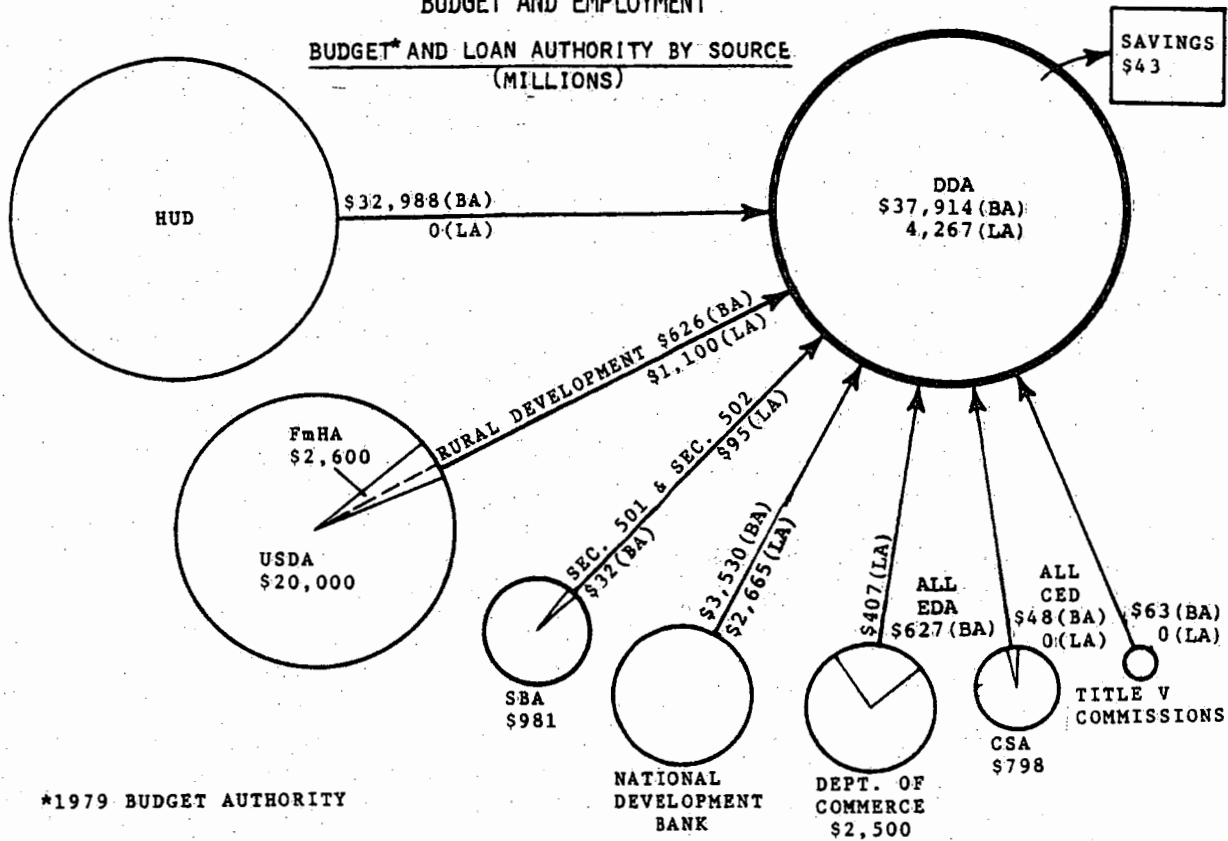 BUDGET AND EMPLOYMENT
BUDGET* AND LOAN AUTHORITY BY SOURCE
(MILLIONS)
SAVINGS
$43
HUD
$32,988(BA)
0(LA)
DDA
$37,914(BA)
4,267(LA)
RURAL DEVELOPMENT $626(BA)
$1,100(LA)
FmHA
$2,600
USDA
$20,000
SEC. 501 & SEC. 502
$32(BA)
$95(LA)
SBA
$981
$3,530(BA)
$2,665(LA)
NATIONAL
DEVELOPMENT
BANK
$407(LA)
ALL
EDA
$627(BA)
DEPT. OF
COMMERCE
$2,500
ALL
CED
$48(BA)
0(LA)
CSA
$798
$63(BA)
0(LA)
TITLE V
COMMISSIONS
*1979 BUDGET AUTHORITY